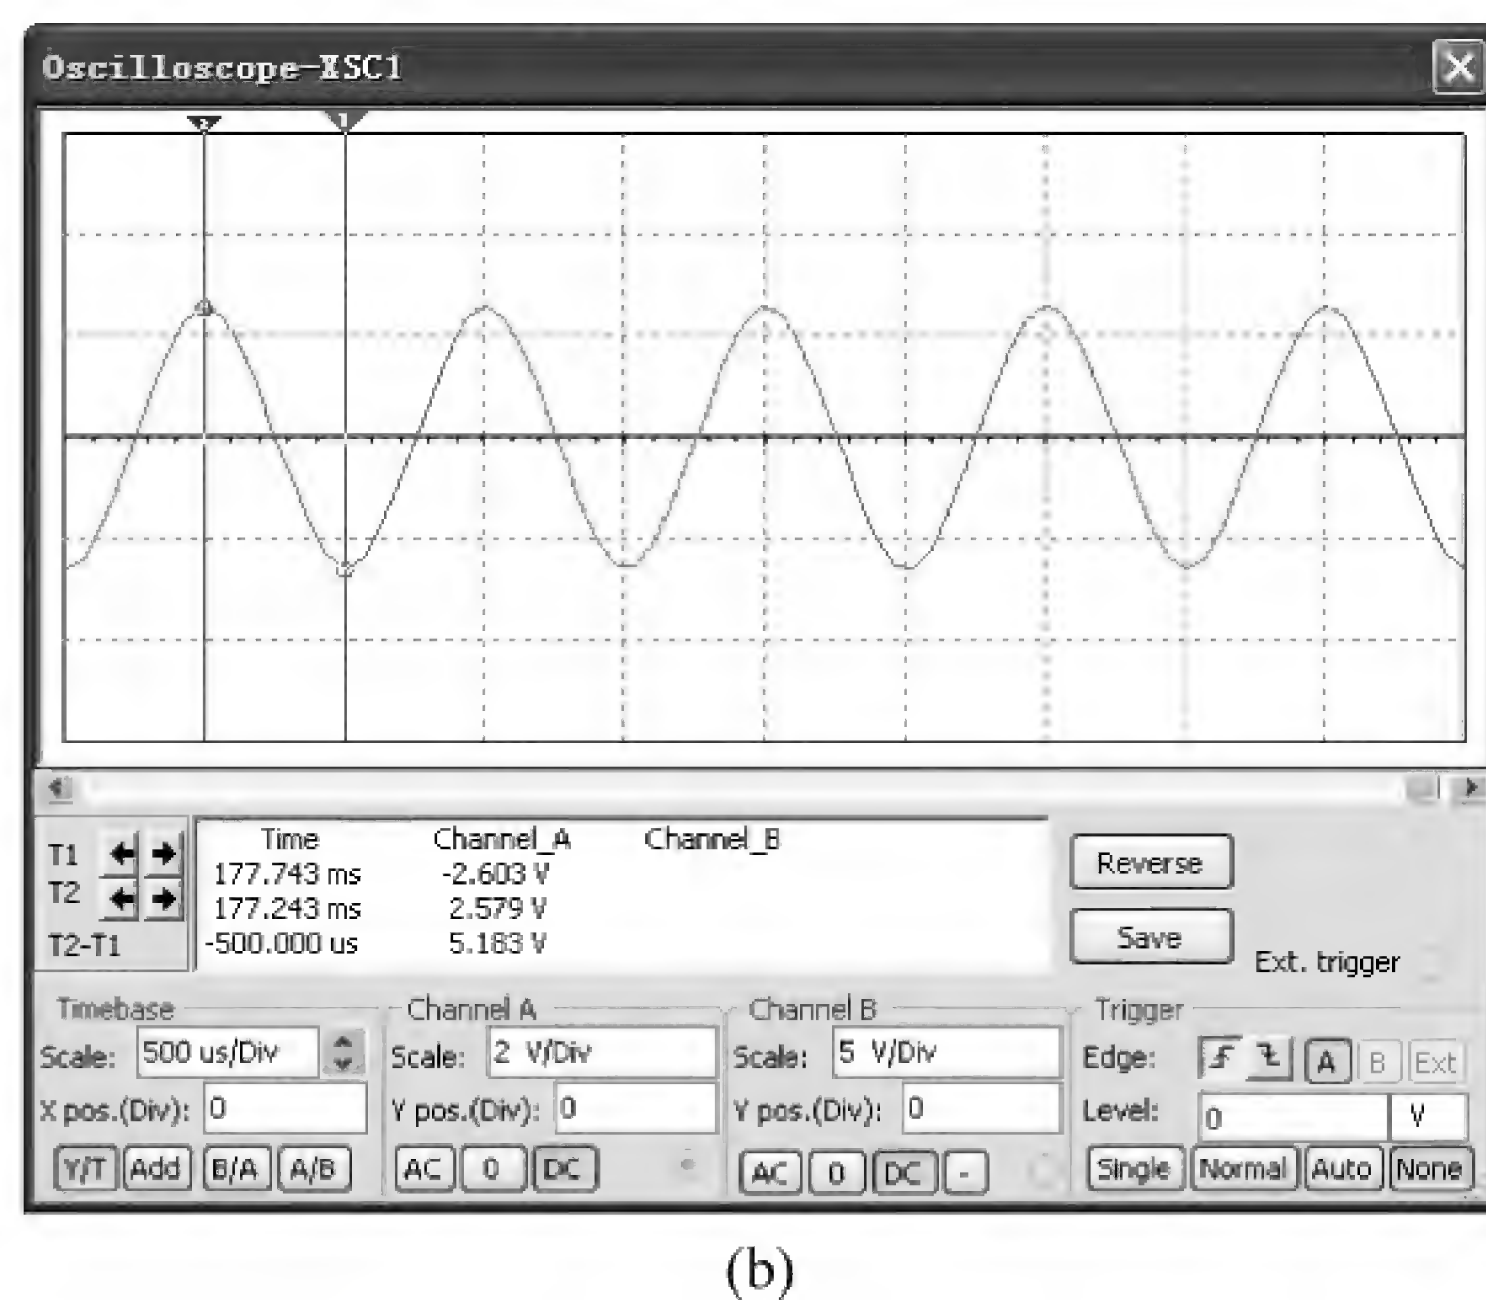 Oscilloscope-XSC1
2 1
Time Channel_A Channel_B
T1 177.743 ms -2.603 V
T2 177.243 ms 2.579 V
T2-T1 -500.000 us 5.183 V
Reverse
Save
Ext. trigger
Timebase Channel A Channel B Trigger
Scale: 500 us/Div Scale: 2 V/Div Scale: 5 V/Div Edge: A B Ext
X pos.(Div): 0 Y pos.(Div): 0 Y pos.(Div): 0 Level: 0 V
Y/T Add B/A A/B AC 0 DC AC 0 DC - Single Normal Auto None
(b)